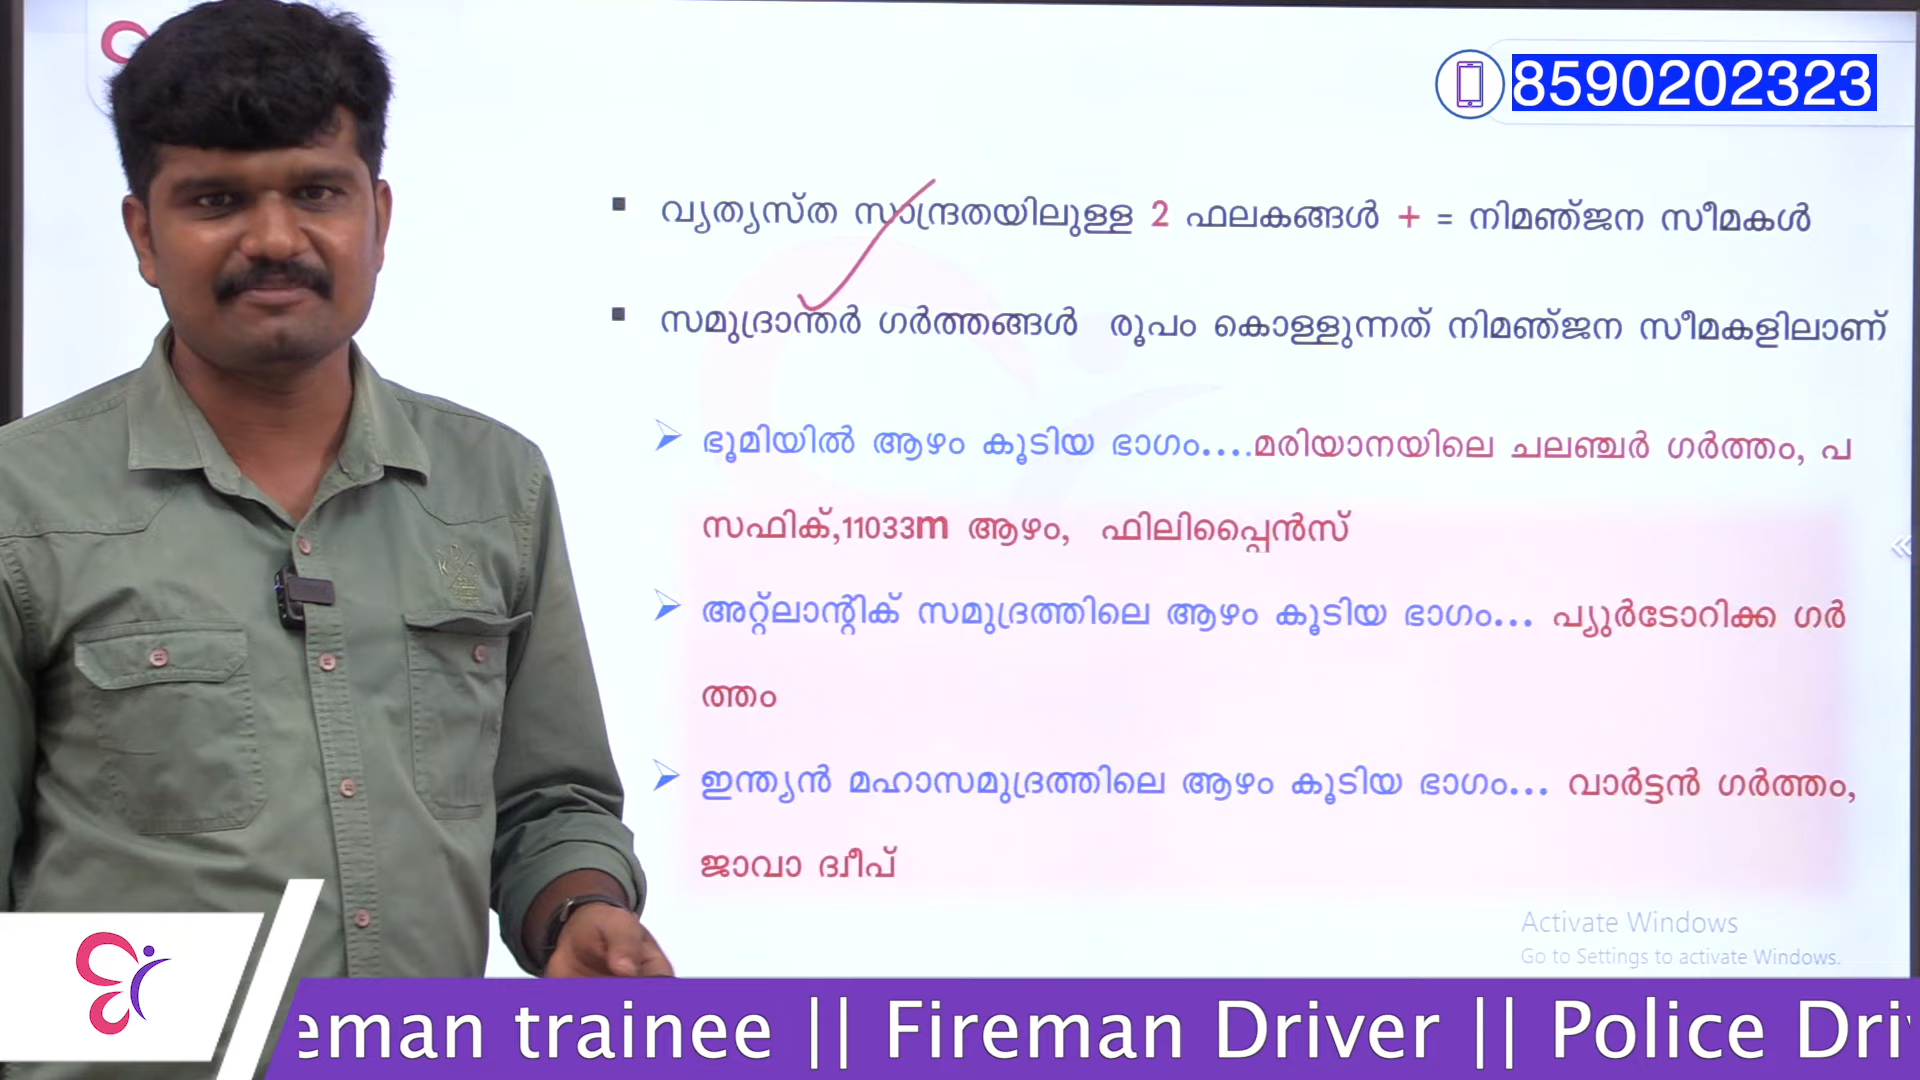 8590202323
▪ വ്യത്യസ്ത സാന്ദ്രതയിലുള്ള 2 ഫലകങ്ങൾ + = നിമഞ്ജന സീമകൾ
▪ സമുദ്രാന്തർ ഗർത്തങ്ങൾ രൂപം കൊള്ളുന്നത് നിമഞ്ജന സീമകളിലാണ്
➢ ഭൂമിയിൽ ആഴം കൂടിയ ഭാഗം....മരിയാനയിലെ ചലഞ്ചർ ഗർത്തം, പ
സഫിക്,11033m ആഴം, ഫിലിപ്പൈൻസ്
➢ അറ്റ്ലാന്റിക് സമുദ്രത്തിലെ ആഴം കൂടിയ ഭാഗം... പ്യുർടോറിക്ക ഗർ
ത്തം
➢ ഇന്ത്യൻ മഹാസമുദ്രത്തിലെ ആഴം കൂടിയ ഭാഗം... വാർട്ടൻ ഗർത്തം,
ജാവാ ദ്വീപ്
Activate Windows
Go to Settings to activate Windows.
eman trainee || Fireman Driver || Police Dri